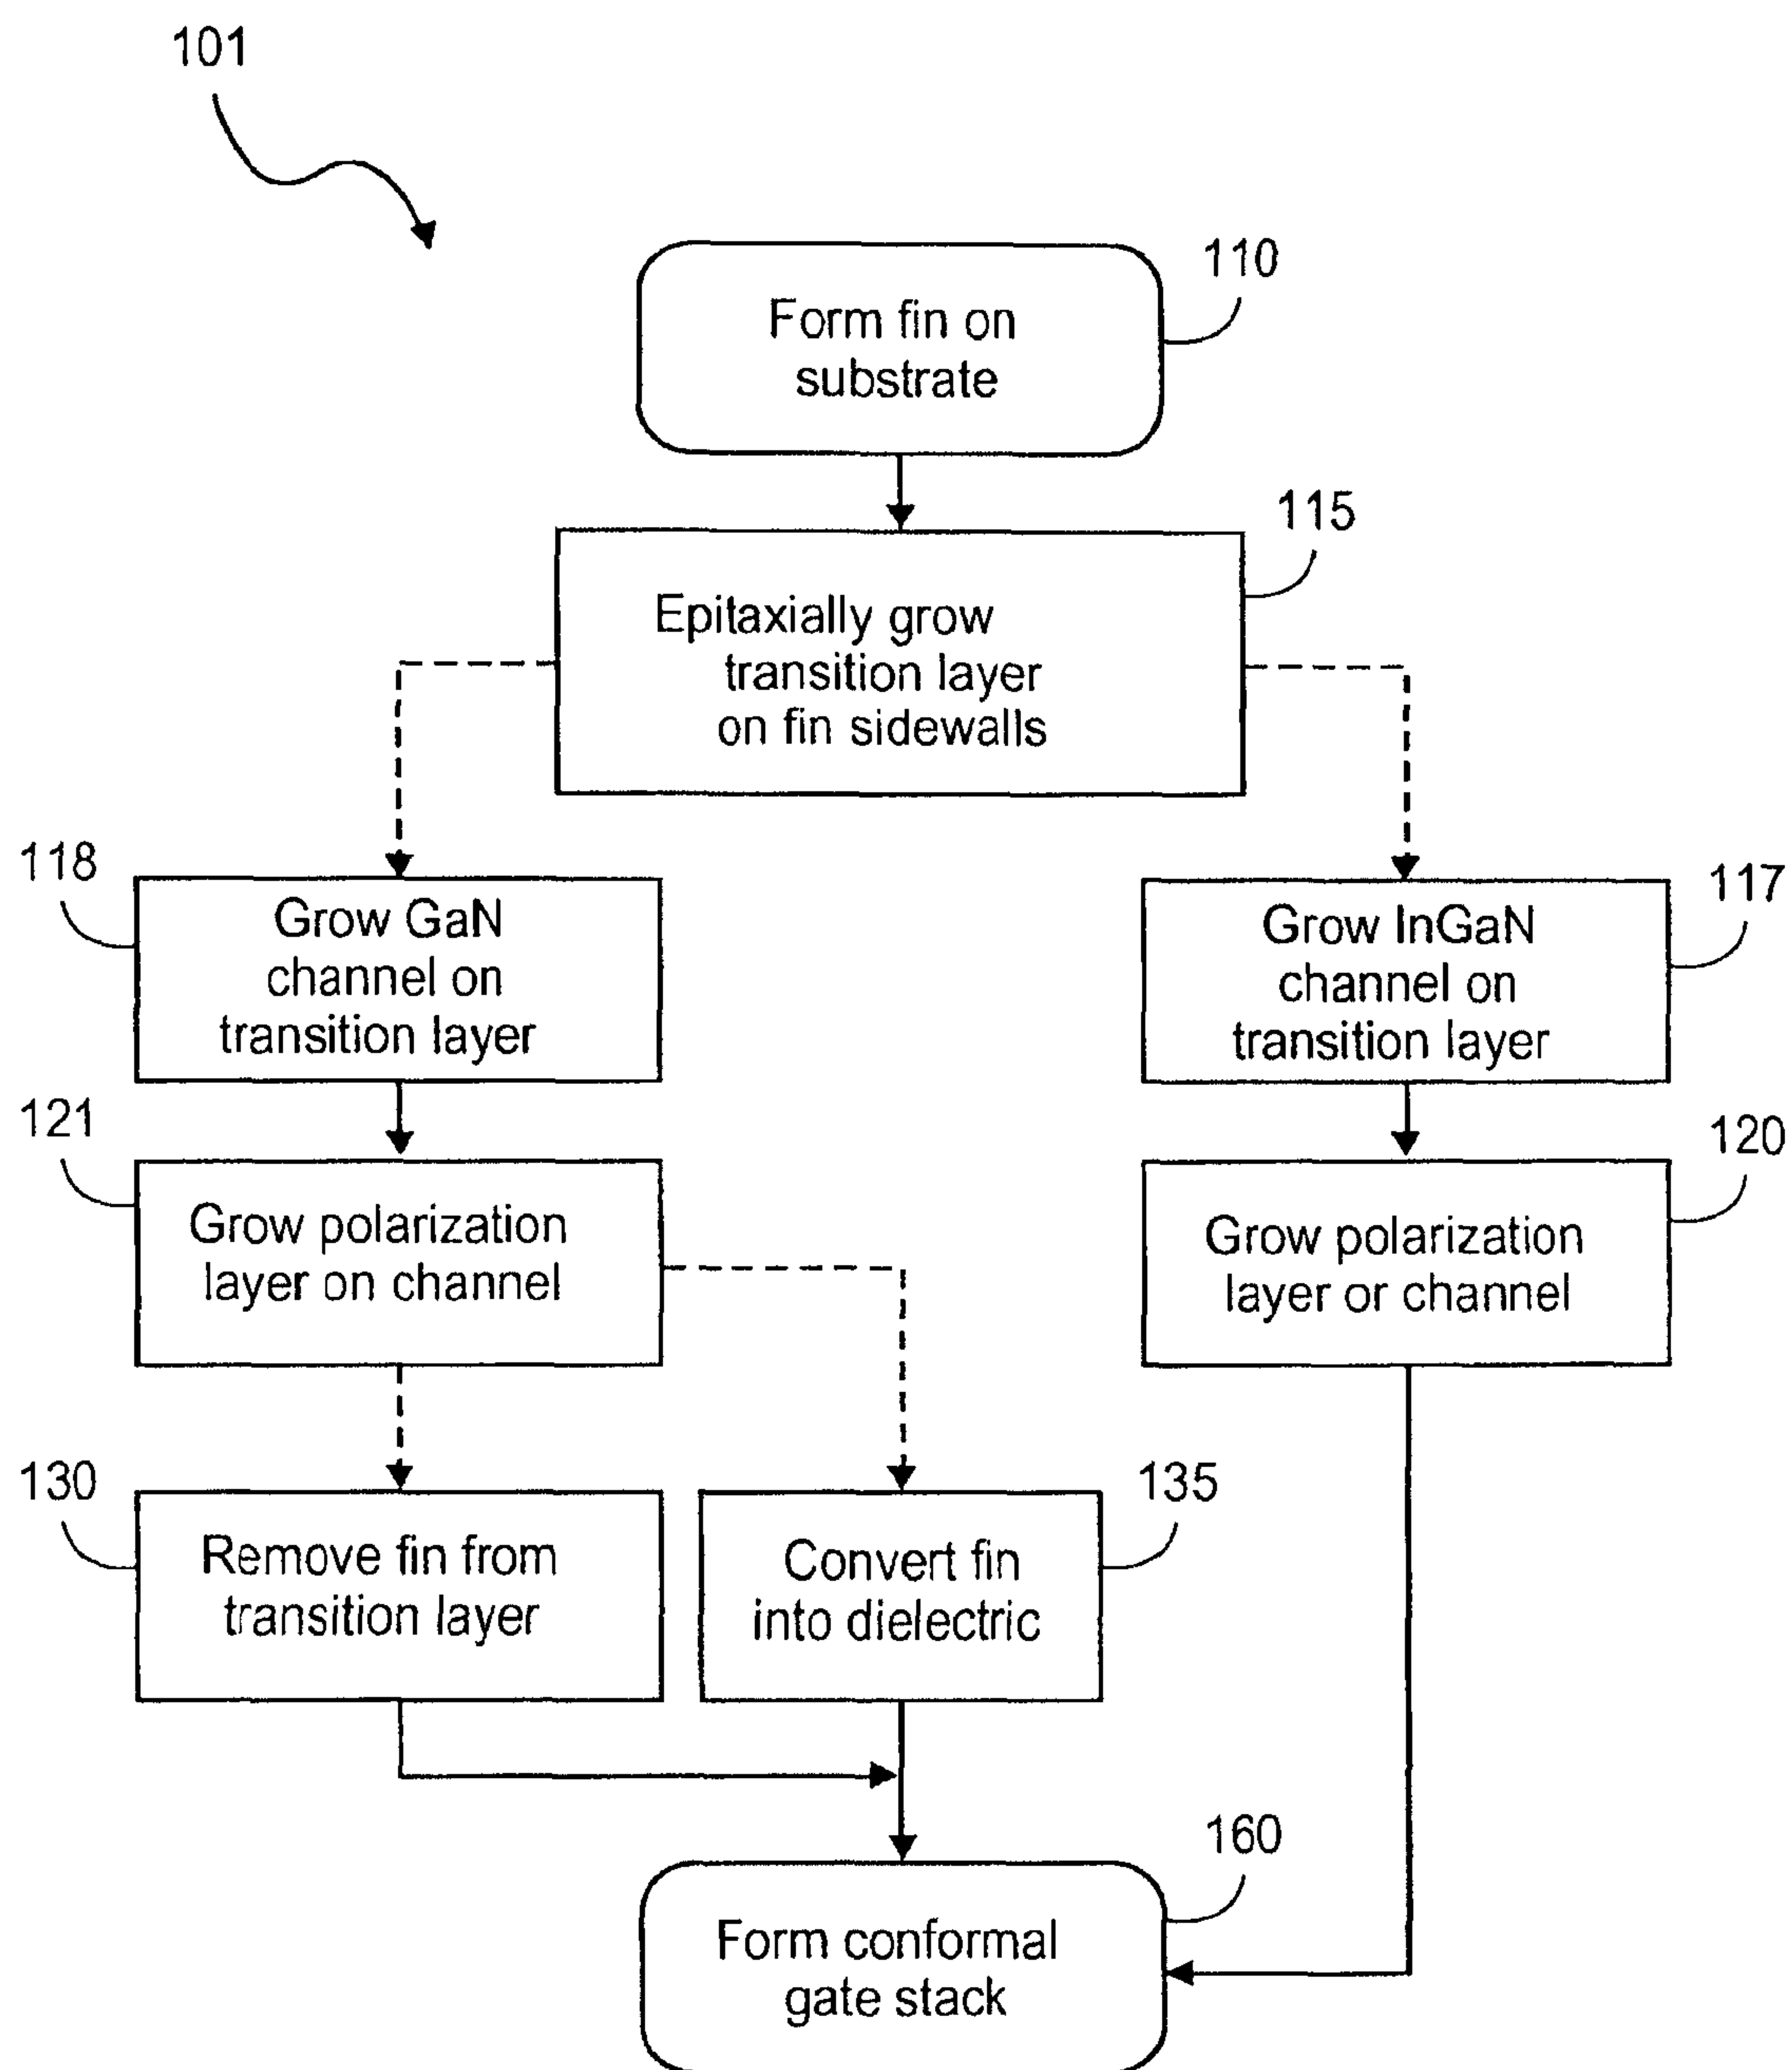 101
110
Form fin on
substrate
115
Epitaxially grow
transition layer
on fin sidewalls
118
Grow GaN
channel on
transition layer
117
Grow InGaN
channel on
transition layer
121
Grow polarization
layer on channel
120
Grow polarization
layer or channel
130
Remove fin from
transition layer
135
Convert fin
into dielectric
160
Form conformal
gate stack